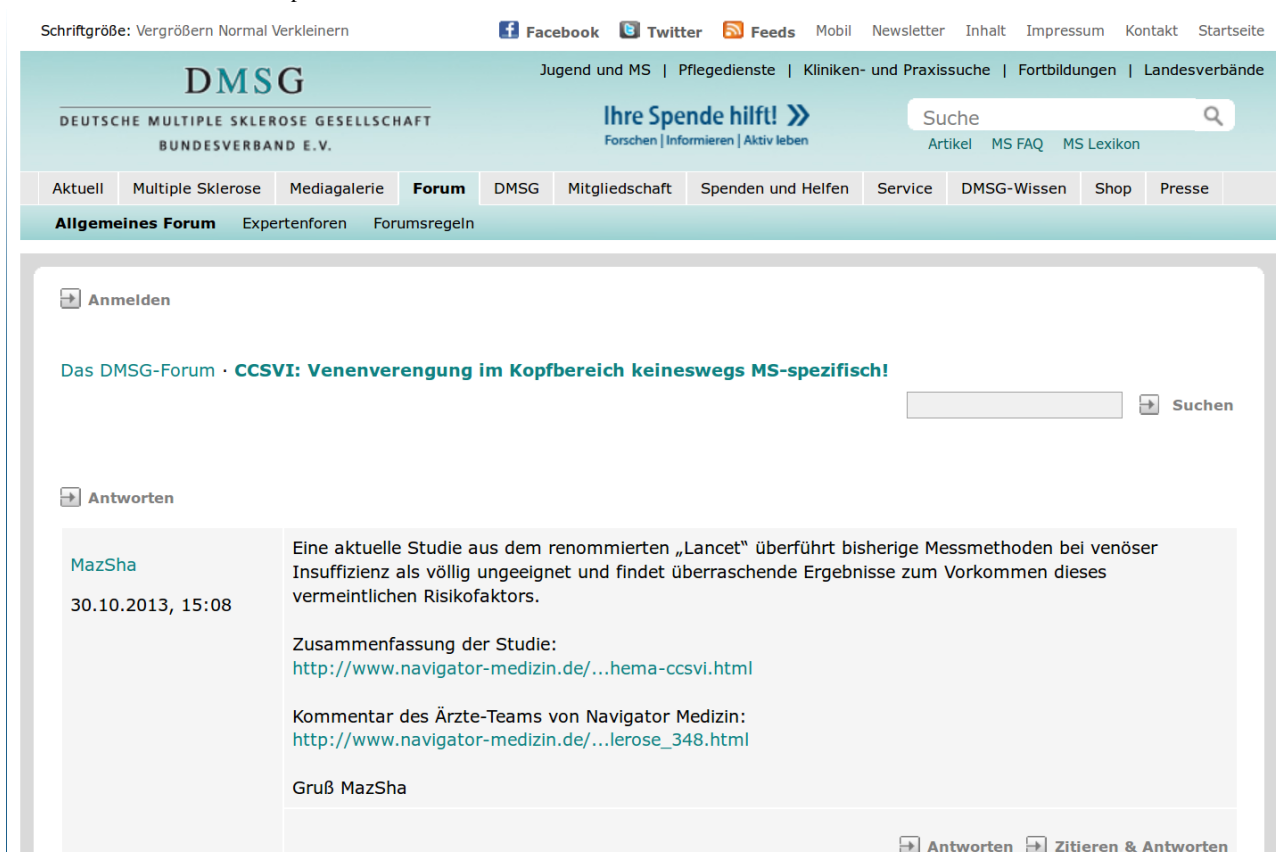 Schriftgröße: Vergrößern Normal Verkleinern Facebook Twitter Feeds Mobil Newsletter Inhalt Impressum Kontakt Startseite
DMSG
DEUTSCHE MULTIPLE SKLEROSE GESELLSCHAFT
BUNDESVERBAND E.V.
Jugend und MS | Pflegedienste | Kliniken- und Praxissuche | Fortbildungen | Landesverbände
Ihre Spende hilft!
Forschen | Informieren | Aktiv leben
Suche
Artikel MS FAQ MS Lexikon
Aktuell Multiple Sklerose Mediagalerie Forum DMSG Mitgliedschaft Spenden und Helfen Service DMSG-Wissen Shop Presse
Allgemeines Forum Expertenforen Forumsregeln
Anmelden
Das DMSG-Forum · CCSVI: Venenverengung im Kopfbereich keineswegs MS-spezifisch!
Suchen
Antworten
MazSha
30.10.2013, 15:08
Eine aktuelle Studie aus dem renommierten „Lancet“ überführt bisherige Messmethoden bei venöser
Insuffizienz als völlig ungeeignet und findet überraschende Ergebnisse zum Vorkommen dieses
vermeintlichen Risikofaktors.
Zusammenfassung der Studie:
http://www.navigator-medizin.de/...hema-ccsvi.html
Kommentar des Ärzte-Teams von Navigator Medizin:
http://www.navigator-medizin.de/...lerose_348.html
Gruß MazSha
Antworten Zitieren & Antworten